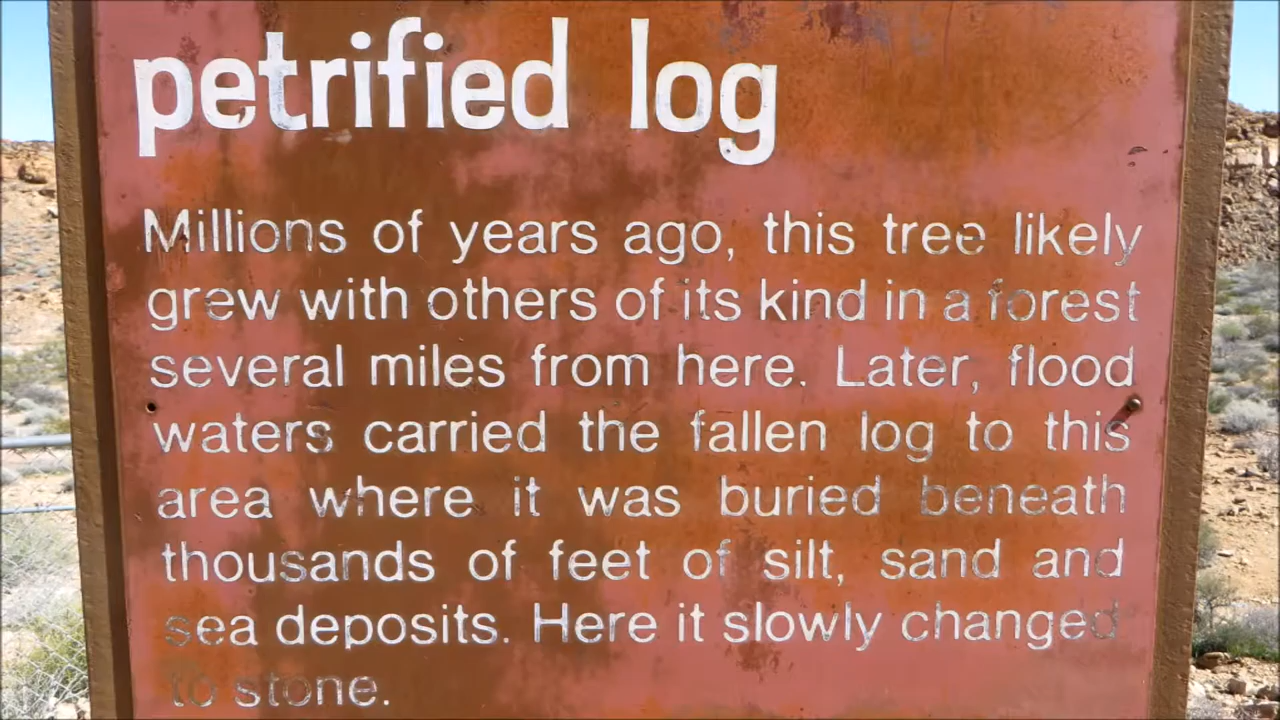 petrified log
Millions of years ago, this tree likely
grew with others of its kind in a forest
several miles from here. Later, flood
waters carried the fallen log to this
area where it was buried beneath
thousands of feet of silt, sand and
sea deposits. Here it slowly changed
to stone.